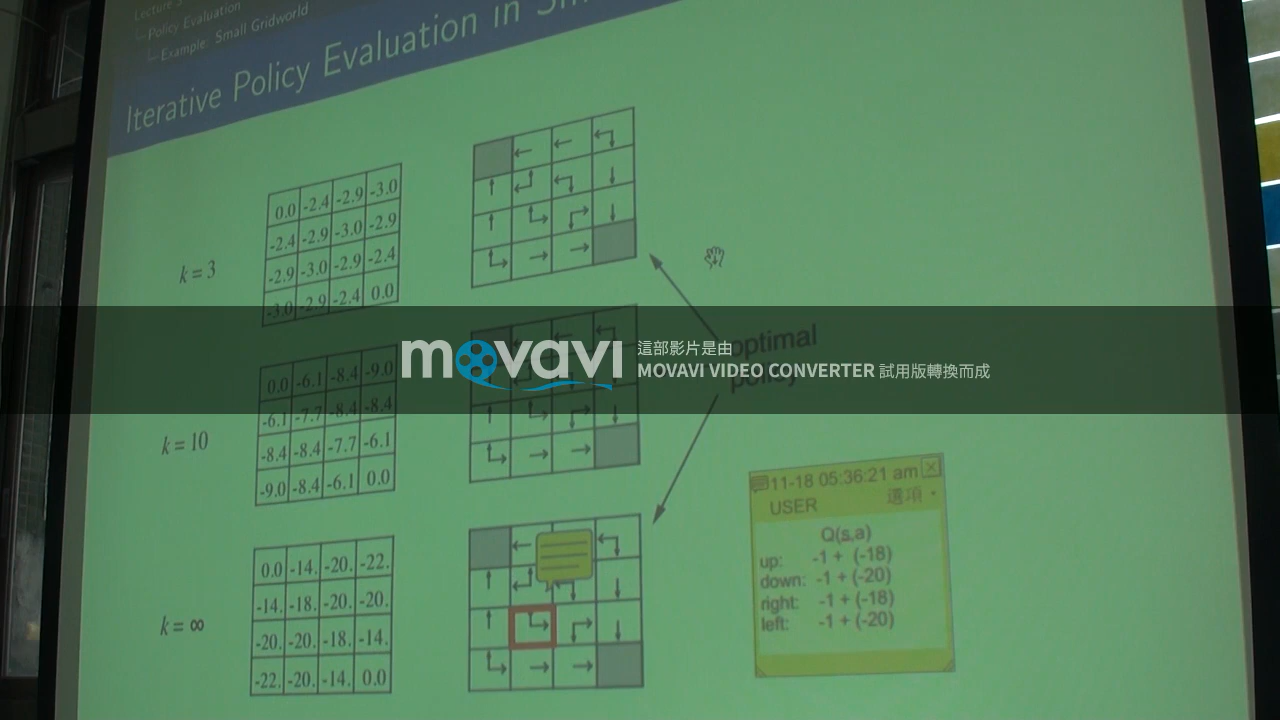 Lecture 3
Policy Evaluation
Example: Small Gridworld
Iterative Policy Evaluation in
k = 3
0.0 -2.4 -2.9 -3.0
-2.4 -2.9 -3.0 -2.9
-2.9 -3.0 -2.9 -2.4
-3.0 -2.9 -2.4 0.0
movavi
這部影片是由
MOVAVI VIDEO CONVERTER 試用版轉換而成
optimal
policy
k = 10
0.0 -6.1 -8.4 -9.0
-6.1 -7.7 -8.4 -8.4
-8.4 -8.4 -7.7 -6.1
-9.0 -8.4 -6.1 0.0
k = ∞
0.0 -14. -20. -22.
-14. -18. -20. -20.
-20. -20. -18. -14.
-22. -20. -14. 0.0
11-18 05:36:21 am
USER 選項
Q(s,a)
up: -1 + (-18)
down: -1 + (-20)
right: -1 + (-18)
left: -1 + (-20)